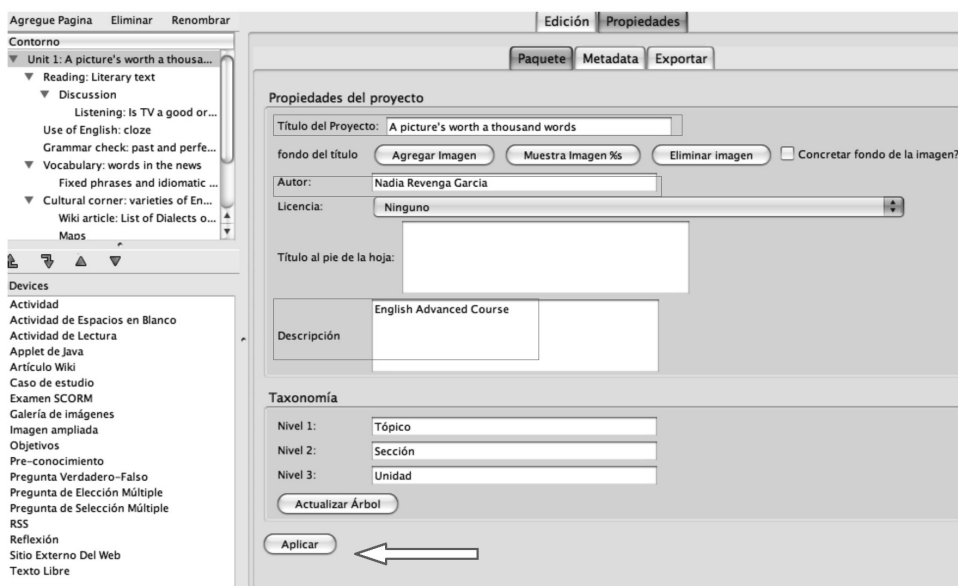 Agregue Pagina Eliminar Renombrar
Contorno
Unit 1: A picture's worth a thousa...
Reading: Literary text
Discussion
Listening: Is TV a good or...
Use of English: cloze
Grammar check: past and perfe...
Vocabulary: words in the news
Fixed phrases and idiomatic ...
Cultural corner: varieties of En...
Wiki article: List of Dialects o...
Maps
Devices
Actividad
Actividad de Espacios en Blanco
Actividad de Lectura
Applet de Java
Artículo Wiki
Caso de estudio
Examen SCORM
Galería de imágenes
Imagen ampliada
Objetivos
Pre-conocimiento
Pregunta Verdadero-Falso
Pregunta de Elección Múltiple
Pregunta de Selección Múltiple
RSS
Reflexión
Sitio Externo Del Web
Texto Libre
Edición Propiedades
Paquete Metadata Exportar
Propiedades del proyecto
Título del Proyecto: A picture's worth a thousand words
fondo del título Agregar Imagen Muestra Imagen %s Eliminar imagen Concretar fondo de la imagen?
Autor: Nadia Revenga Garcia
Licencia: Ninguno
Título al pie de la hoja:
Descripción English Advanced Course
Taxonomía
Nivel 1: Tópico
Nivel 2: Sección
Nivel 3: Unidad
Actualizar Árbol
Aplicar